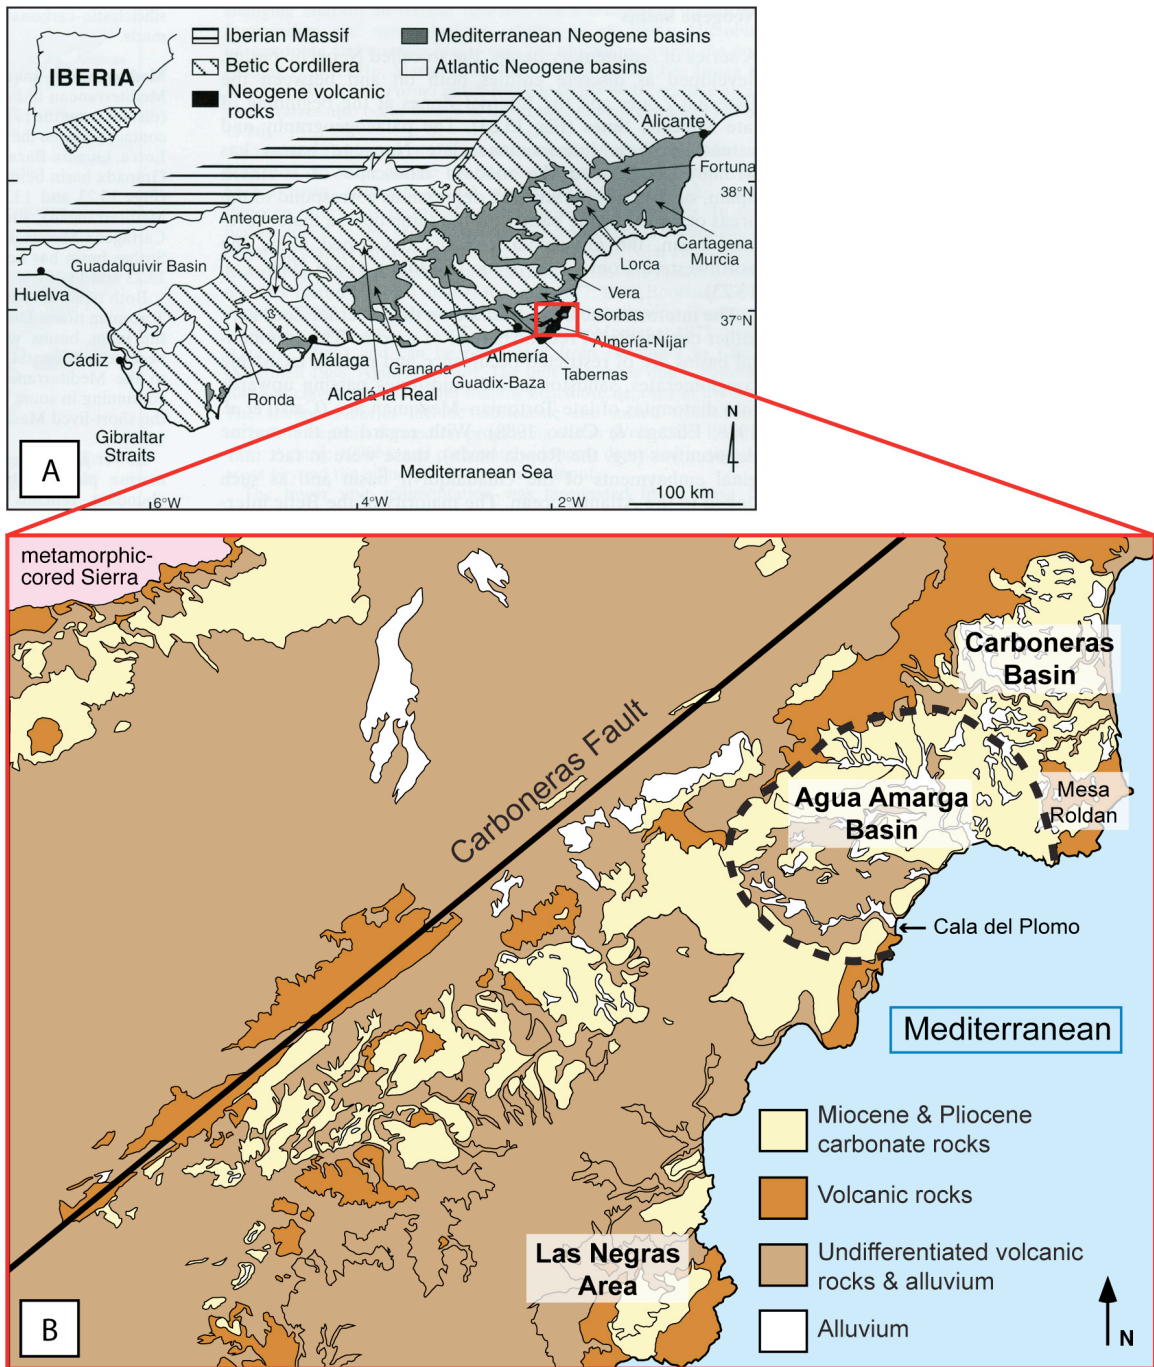 IBERIA
Iberian Massif
Betic Cordillera
Neogene volcanic
rocks
Mediterranean Neogene basins
Atlantic Neogene basins
Alicante
Fortuna
38°N
Antequera
Cartagena
Murcia
Guadalquivir Basin
Lorca
Huelva
Vera
Sorbas
37°N
Almería-Níjar
Cádiz
Málaga
Almería
Granada
Tabernas
Guadix-Baza
Ronda
Alcalá la Real
Gibraltar
Straits
N
A
Mediterranean Sea
100 km
6°W
4°W
2°W
metamorphic-
cored Sierra
Carboneras
Basin
Carboneras Fault
Agua Amarga
Basin
Mesa
Roldan
Cala del Plomo
Mediterranean
Miocene & Pliocene
carbonate rocks
Volcanic rocks
Undifferentiated volcanic
rocks & alluvium
Alluvium
Las Negras
Area
B
N